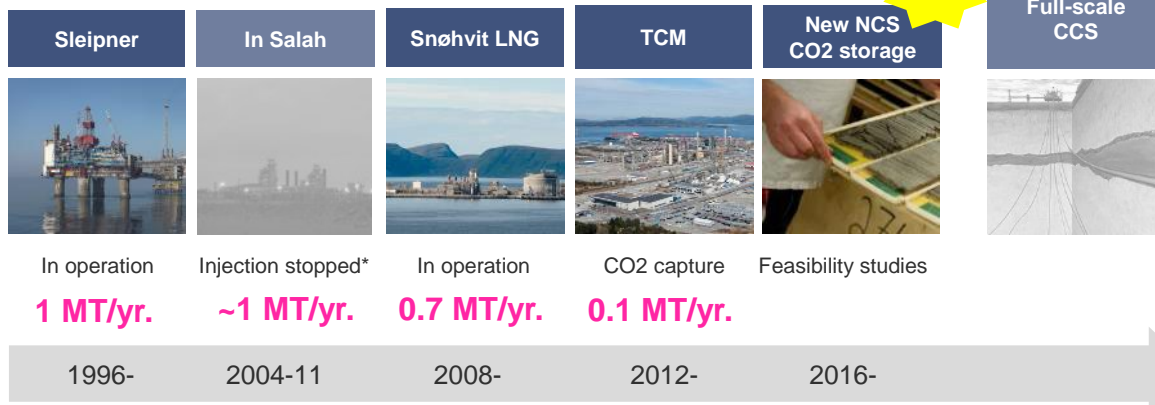 Sleipner
In Salah
Snøhvit LNG
TCM
New NCS
CO2 storage
Full-scale
CCS
In operation
Injection stopped*
In operation
CO2 capture
Feasibility studies
1 MT/yr.
~1 MT/yr.
0.7 MT/yr.
0.1 MT/yr.
1996-
2004-11
2008-
2012-
2016-